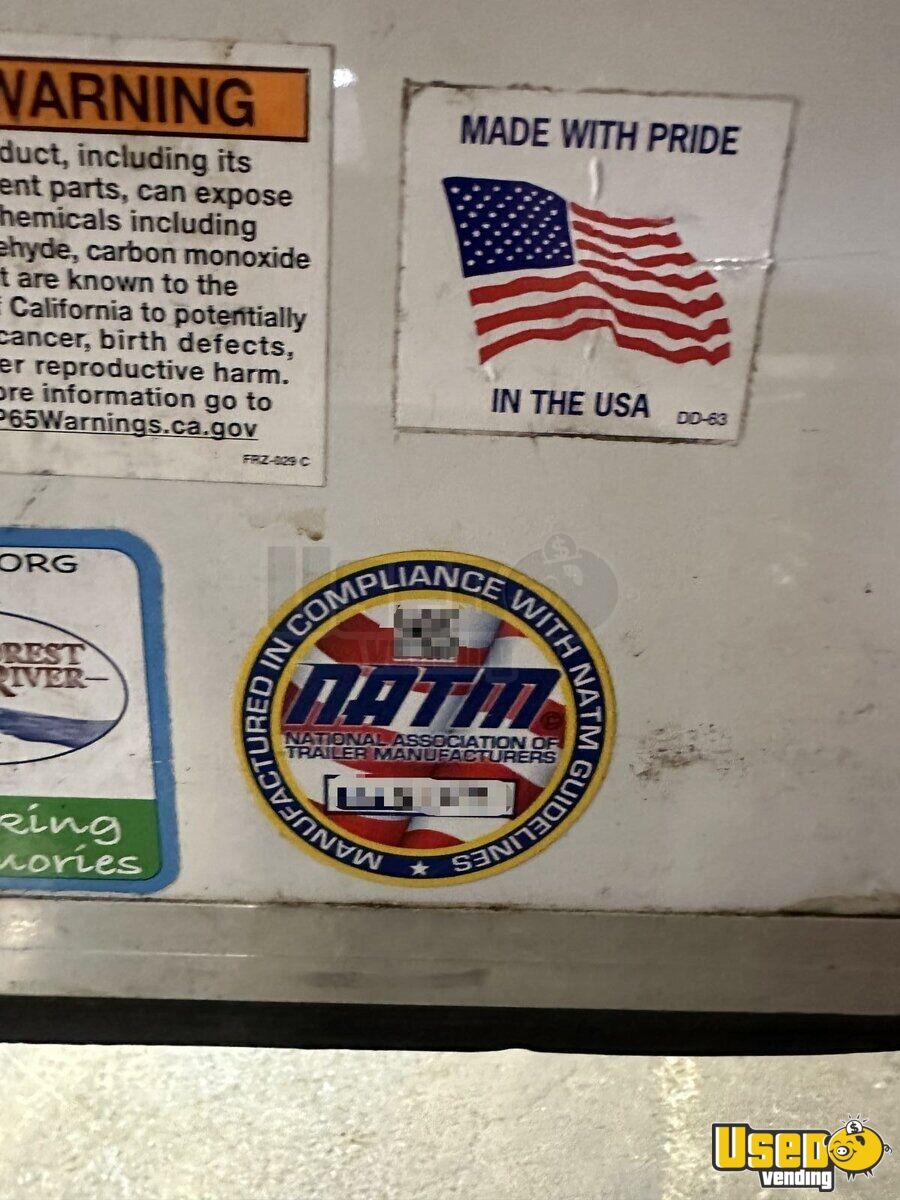 WARNING
duct, including its
ent parts, can expose
hemicals including
ehyde, carbon monoxide
t are known to the
California to potentially
cancer, birth defects,
er reproductive harm.
ore information go to
P65Warnings.ca.gov
FRZ-029 C
MADE WITH PRIDE
IN THE USA
DD-63
ORG
REST
RIVER
king
mories
MANUFACTURED IN COMPLIANCE WITH NATM GUIDELINES
NATM
NATIONAL ASSOCIATION OF
TRAILER MANUFACTURERS
USED
vending